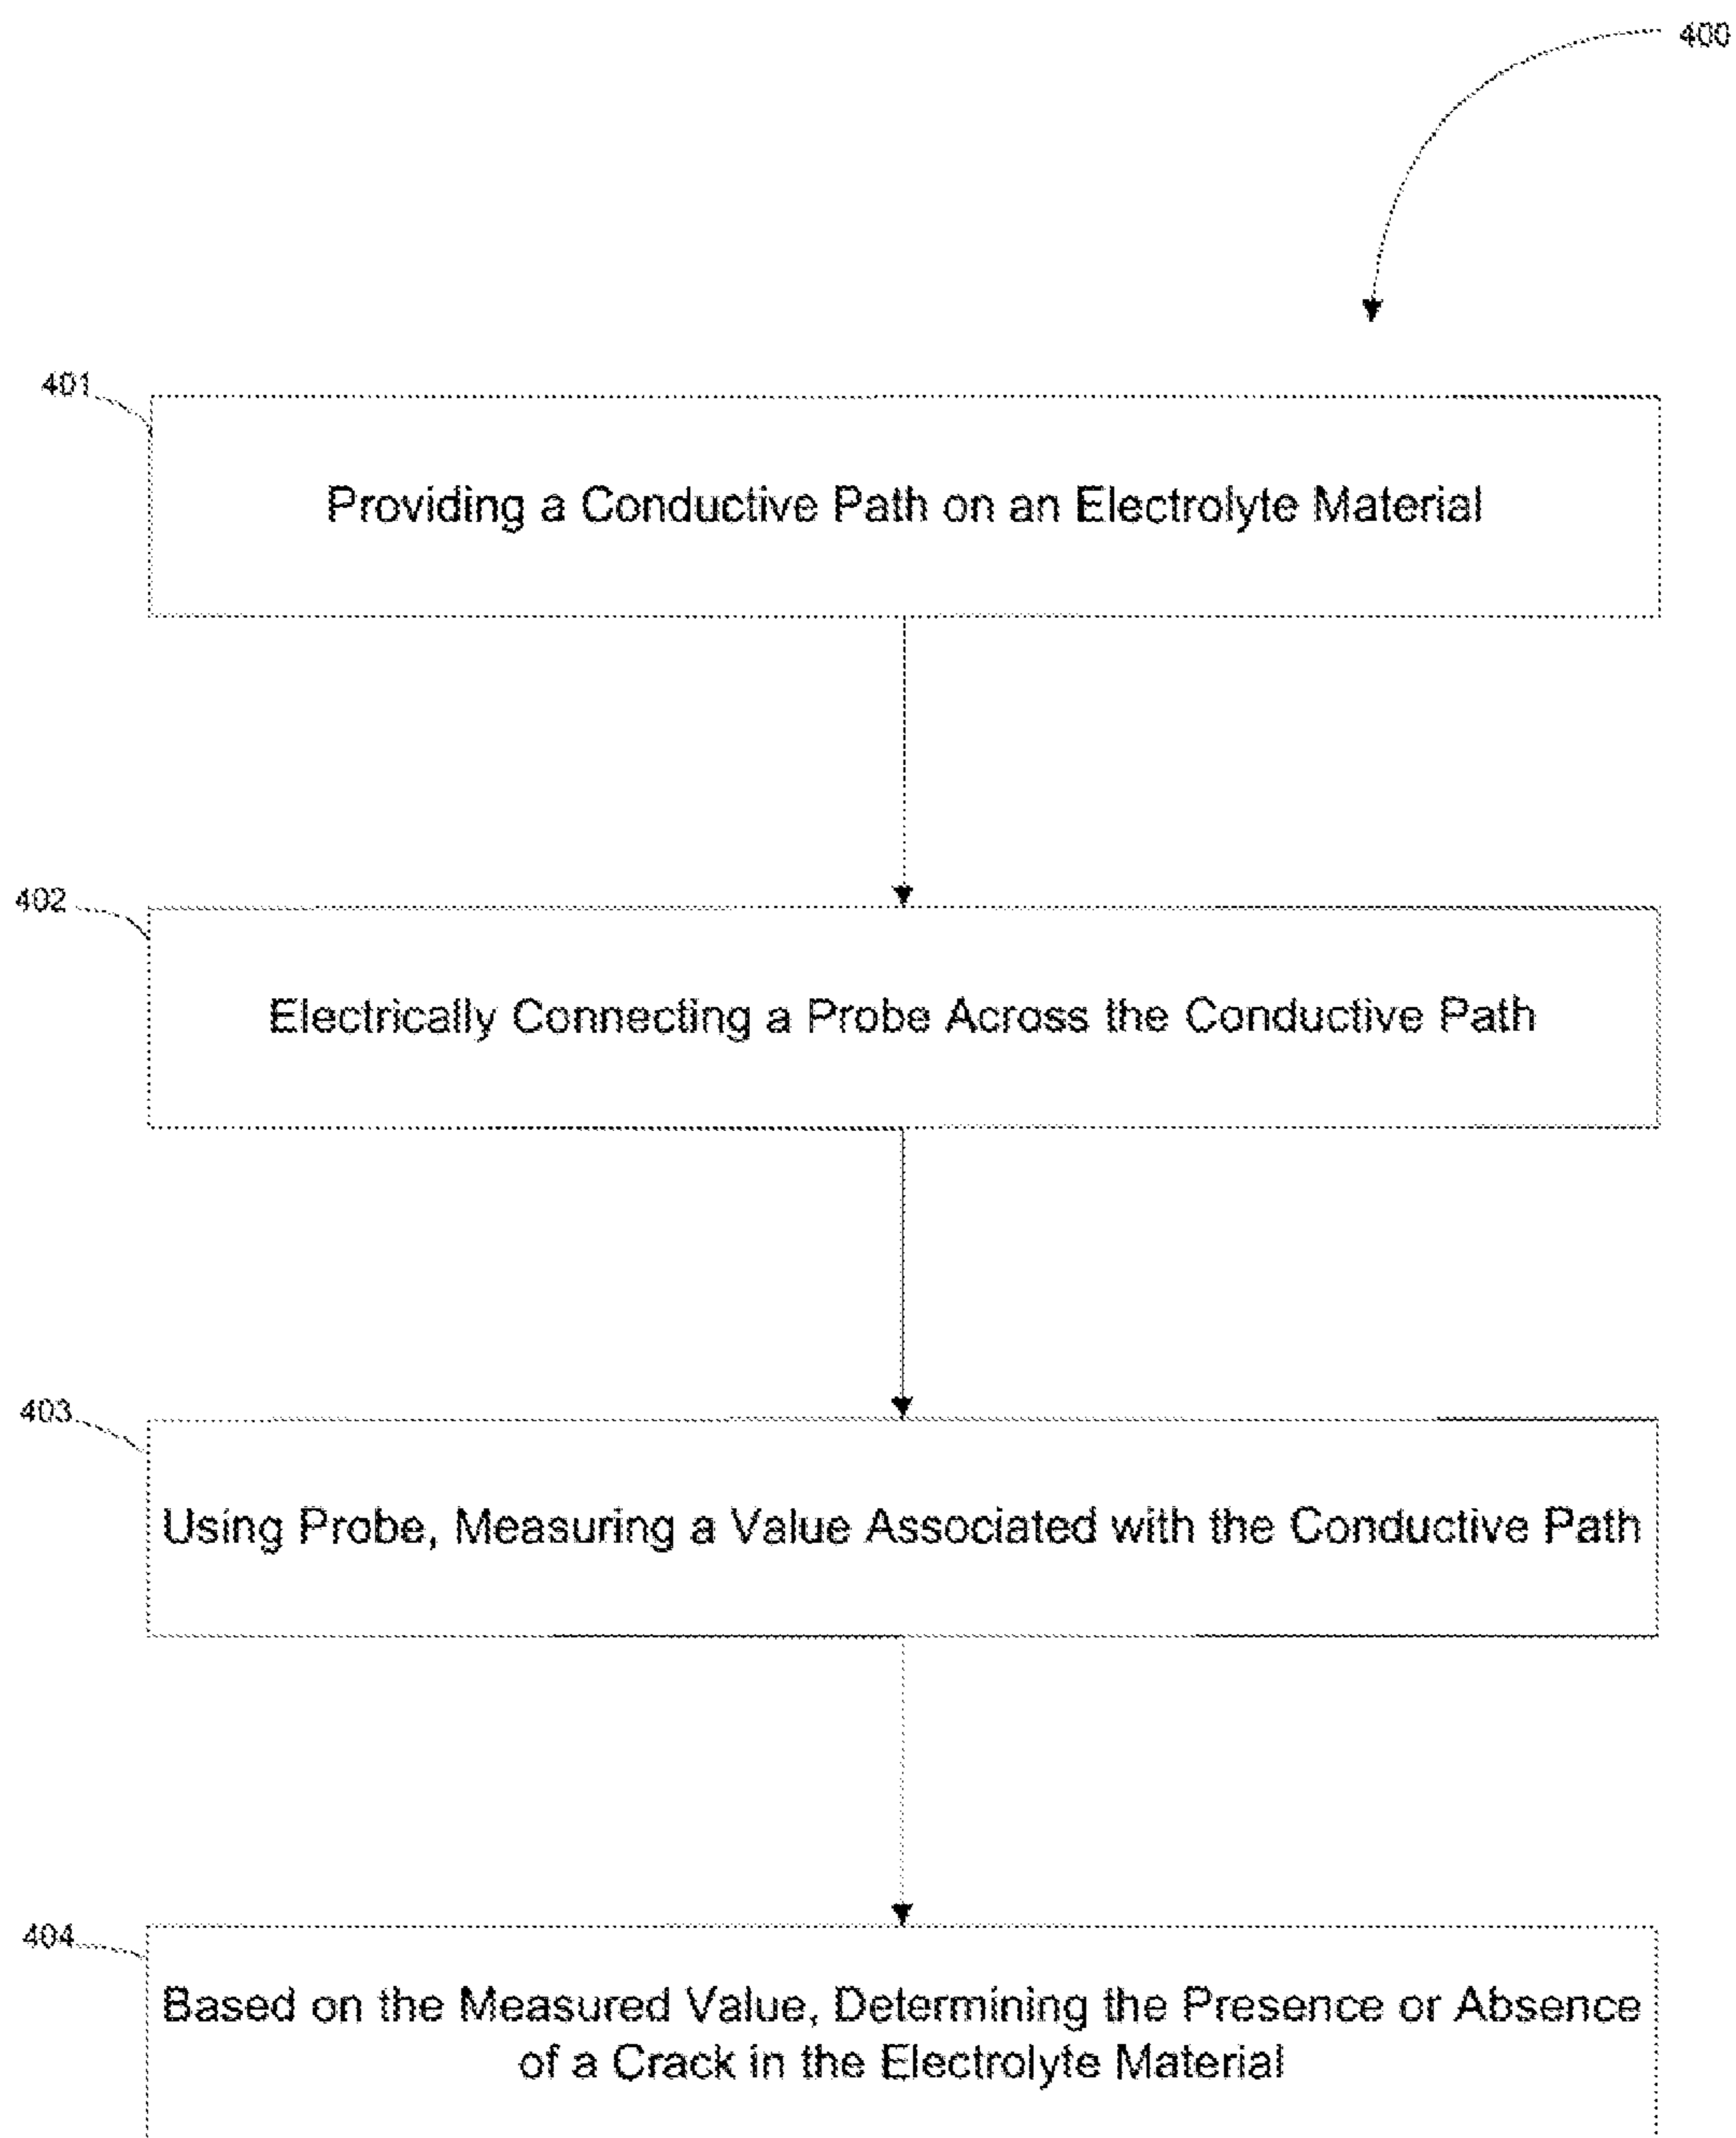 400
401
Providing a Conductive Path on an Electrolyte Material
402
Electrically Connecting a Probe Across the Conductive Path
403
Using Probe, Measuring a Value Associated with the Conductive Path
404
Based on the Measured Value, Determining the Presence or Absence
of a Crack in the Electrolyte Material